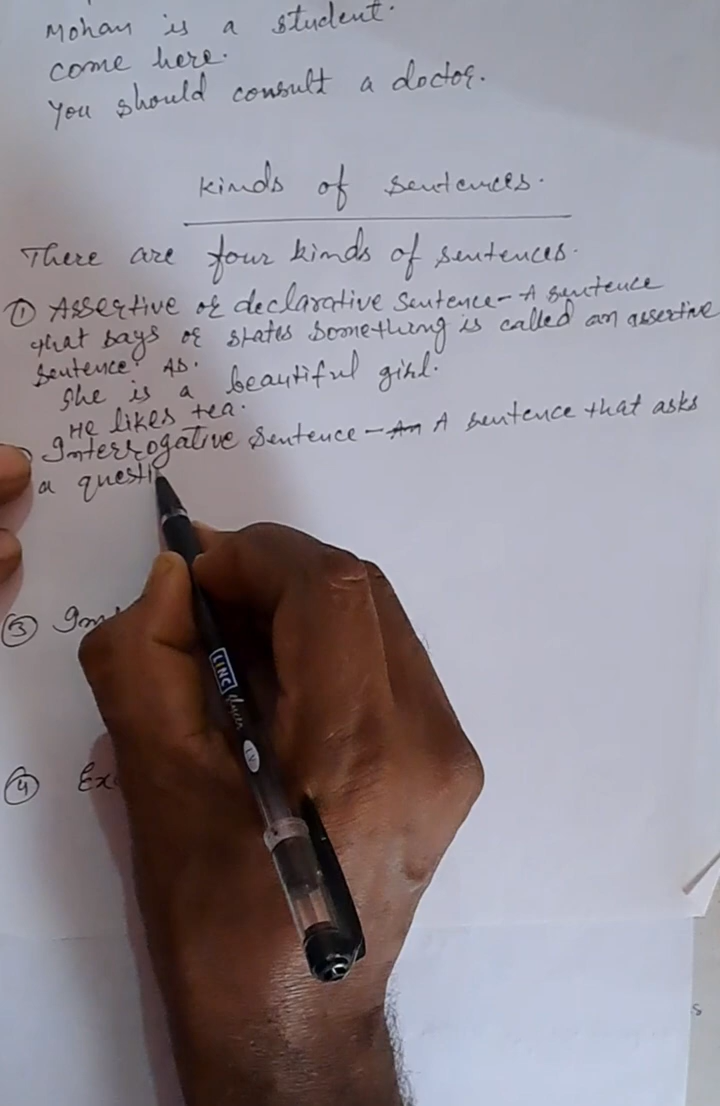 Mohan is a student.
come here.
You should consult a doctor.
Kinds of sentences.
There are four kinds of sentences.
① Assertive or declarative sentence - A sentence
that says or states something is called an assertive
sentence. As.
She is a beautiful girl.
He likes tea.
Interrogative sentence - An A sentence that asks
a questi
③ Im
④ Ex
LINC